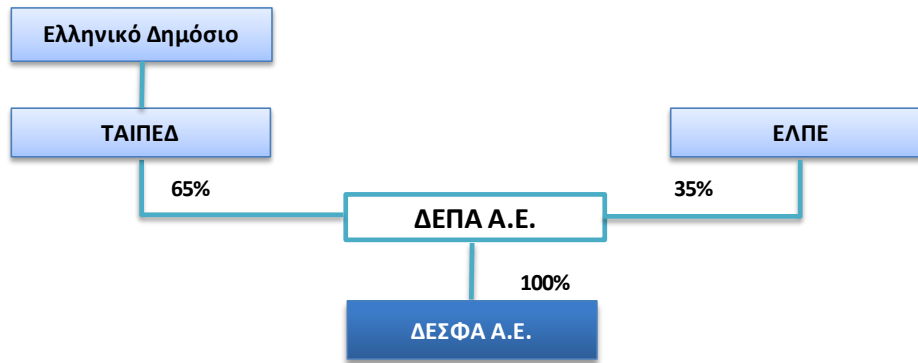 Ελληνικό Δημόσιο
ΤΑΙΠΕΔ
ΕΛΠΕ
65%
35%
ΔΕΠΑ Α.Ε.
100%
ΔΕΣΦΑ Α.Ε.